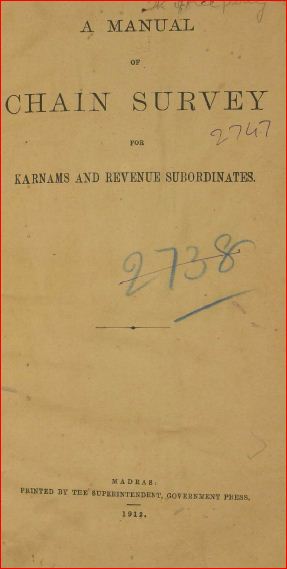 A MANUAL
OF
CHAIN SURVEY
2747
FOR
KARNAMS AND REVENUE SUBORDINATES.
2738
MADRAS:
PRINTED BY THE SUPERINTENDENT, GOVERNMENT PRESS.
1912.